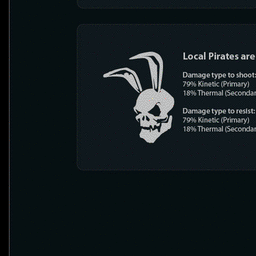 Local Pirates are
Damage type to shoot:
79% Kinetic (Primary)
18% Thermal (Secondar
Damage type to resist:
79% Kinetic (Primary)
18% Thermal (Secondar